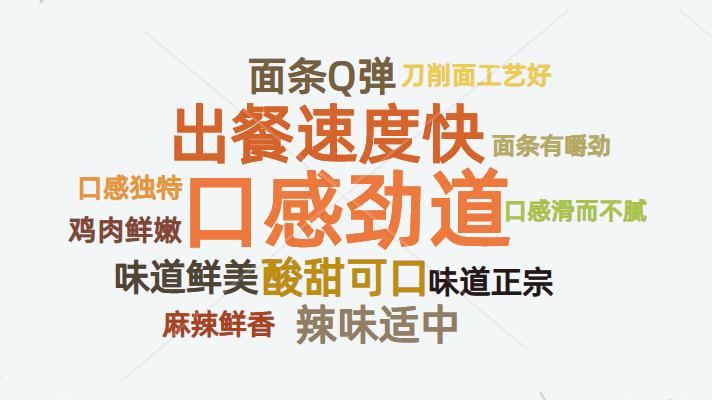 面条Q弹
刀削面工艺好
出餐速度快
面条有嚼劲
口感独特
口感劲道
口感滑而不腻
鸡肉鲜嫩
味道鲜美
酸甜可口
味道正宗
麻辣鲜香
辣味适中